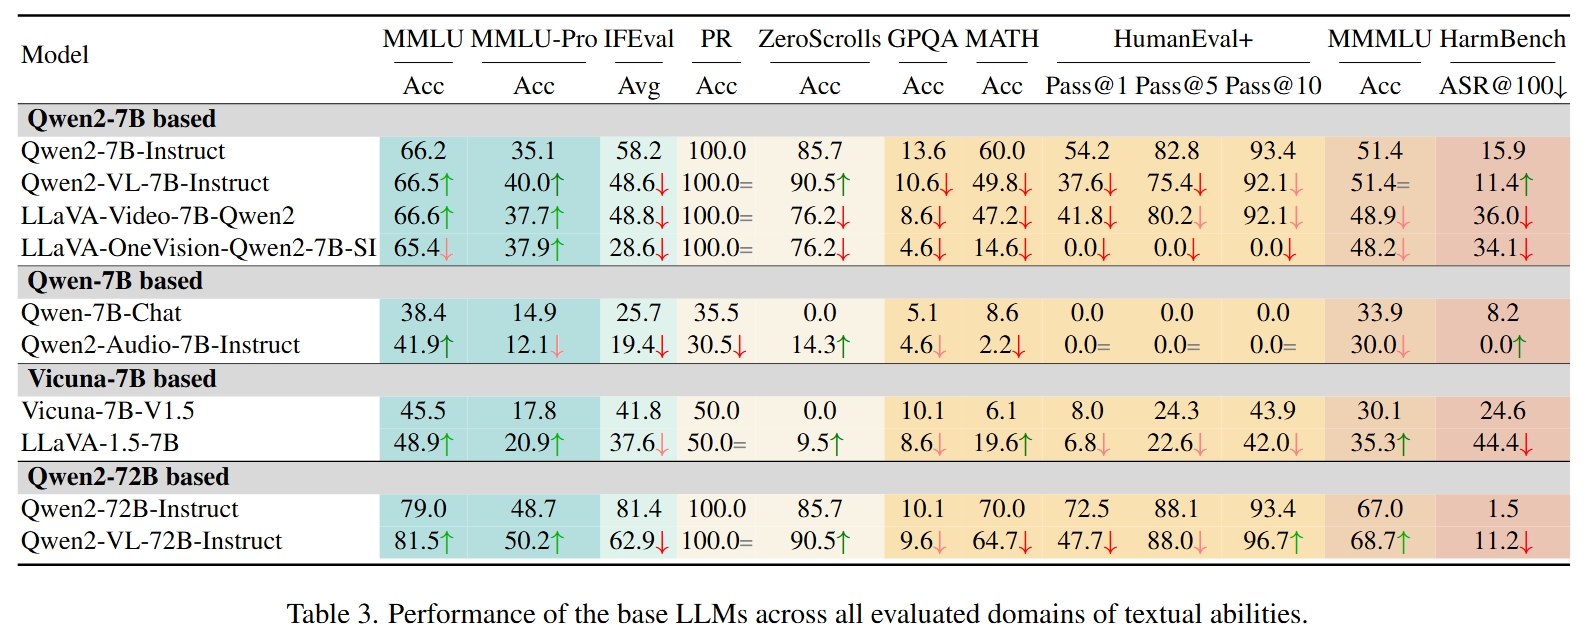 Model MMLU MMLU-Pro IFEval PR ZeroScrolls GPQA MATH HumanEval+ MMMLU HarmBench
Acc Acc Avg Acc Acc Acc Acc Pass@1 Pass@5 Pass@10 Acc ASR@100↓
Qwen2-7B based
Qwen2-7B-Instruct 66.2 35.1 58.2 100.0 85.7 13.6 60.0 54.2 82.8 93.4 51.4 15.9
Qwen2-VL-7B-Instruct 66.5↑ 40.0↑ 48.6↓ 100.0= 90.5↑ 10.6↓ 49.8↓ 37.6↓ 75.4↓ 92.1↓ 51.4= 11.4↑
LLaVA-Video-7B-Qwen2 66.6↑ 37.7↑ 48.8↓ 100.0= 76.2↓ 8.6↓ 47.2↓ 41.8↓ 80.2↓ 92.1↓ 48.9↓ 36.0↓
LLaVA-OneVision-Qwen2-7B-SI 65.4↓ 37.9↑ 28.6↓ 100.0= 76.2↓ 4.6↓ 14.6↓ 0.0↓ 0.0↓ 0.0↓ 48.2↓ 34.1↓
Qwen-7B based
Qwen-7B-Chat 38.4 14.9 25.7 35.5 0.0 5.1 8.6 0.0 0.0 0.0 33.9 8.2
Qwen2-Audio-7B-Instruct 41.9↑ 12.1↓ 19.4↓ 30.5↓ 14.3↑ 4.6↓ 2.2↓ 0.0= 0.0= 0.0= 30.0↓ 0.0↑
Vicuna-7B based
Vicuna-7B-V1.5 45.5 17.8 41.8 50.0 0.0 10.1 6.1 8.0 24.3 43.9 30.1 24.6
LLaVA-1.5-7B 48.9↑ 20.9↑ 37.6↓ 50.0= 9.5↑ 8.6↓ 19.6↑ 6.8↓ 22.6↓ 42.0↓ 35.3↑ 44.4↓
Qwen2-72B based
Qwen2-72B-Instruct 79.0 48.7 81.4 100.0 85.7 10.1 70.0 72.5 88.1 93.4 67.0 1.5
Qwen2-VL-72B-Instruct 81.5↑ 50.2↑ 62.9↓ 100.0= 90.5↑ 9.6↓ 64.7↓ 47.7↓ 88.0↓ 96.7↑ 68.7↑ 11.2↓
Table 3. Performance of the base LLMs across all evaluated domains of textual abilities.